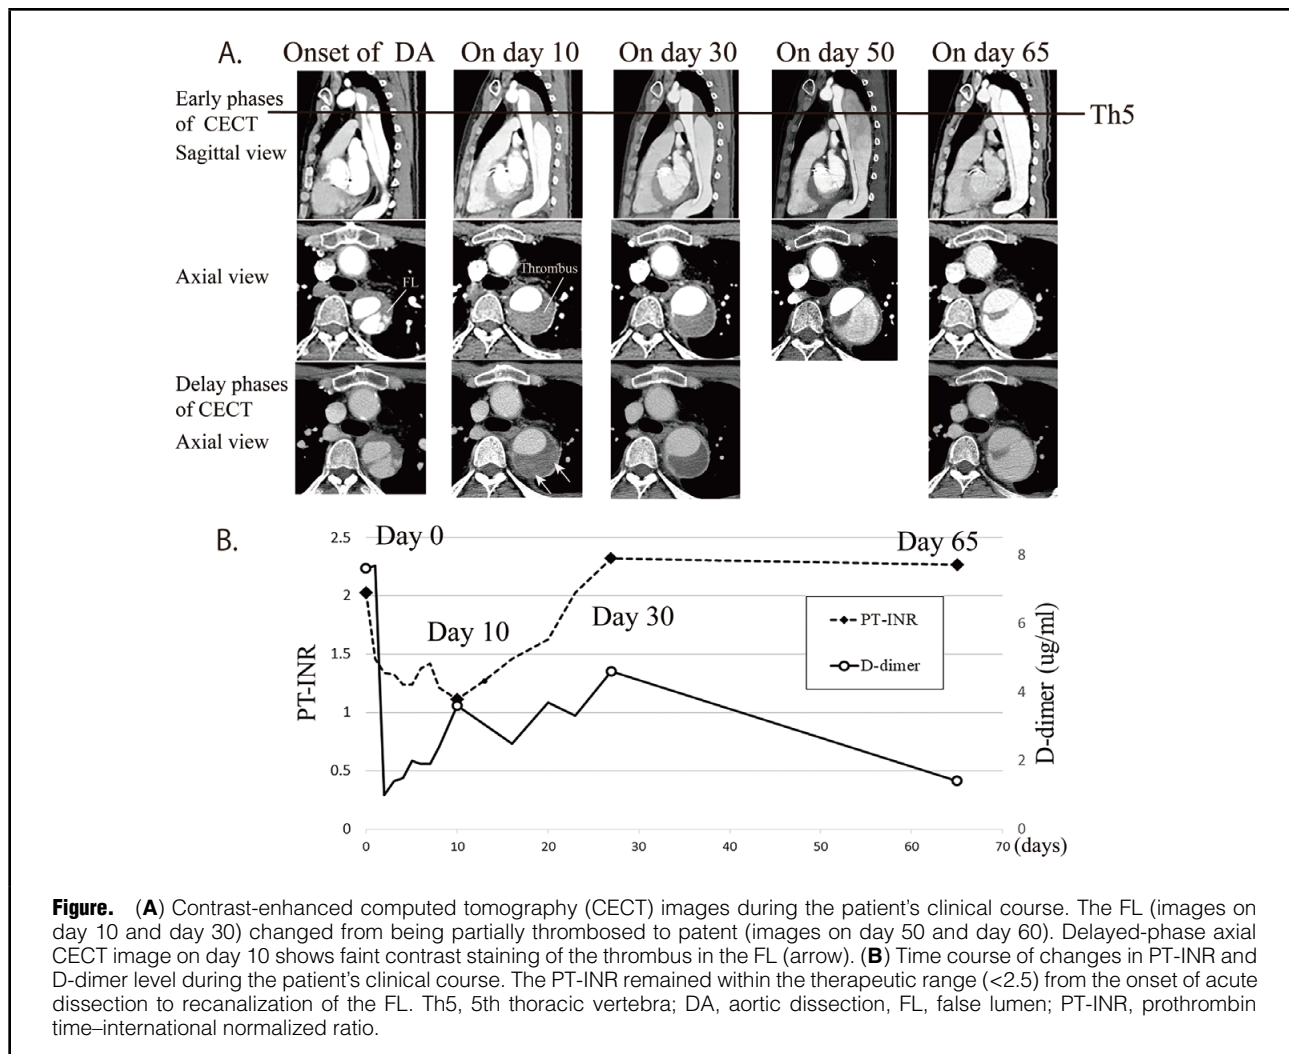 A.
Onset of DA On day 10 On day 30 On day 50 On day 65
Early phases
of CECT
Sagittal view
Th5
Axial view
FL
Thrombus
Delay phases
of CECT
Axial view
B.
Day 0
Day 10
Day 30
Day 65
PT-INR
2.5
2
1.5
1
0.5
0
PT-INR
D-dimer
8
6
4
2
0
D-dimer (ug/ml)
0 10 20 30 40 50 60 70 (days)
Figure. (A) Contrast-enhanced computed tomography (CECT) images during the patient's clinical course. The FL (images on
day 10 and day 30) changed from being partially thrombosed to patent (images on day 50 and day 60). Delayed-phase axial
CECT image on day 10 shows faint contrast staining of the thrombus in the FL (arrow). (B) Time course of changes in PT-INR and
D-dimer level during the patient's clinical course. The PT-INR remained within the therapeutic range (<2.5) from the onset of acute
dissection to recanalization of the FL. Th5, 5th thoracic vertebra; DA, aortic dissection, FL, false lumen; PT-INR, prothrombin
time–international normalized ratio.